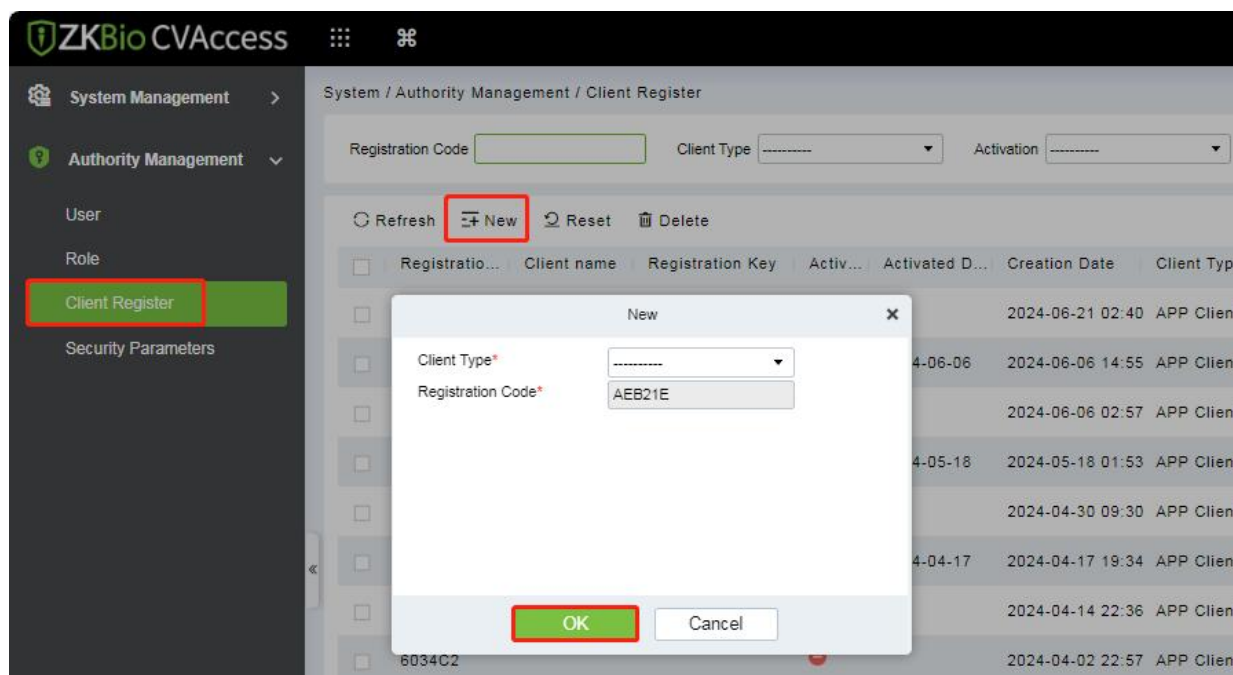 ZKBio CVAccess
System Management
System / Authority Management / Client Register
Authority Management
Registration Code
Client Type ----------
Activation ----------
User
Role
Client Register
Security Parameters
Refresh New Reset Delete
Registratio... Client name Registration Key Activ... Activated D... Creation Date Client Typ
New
Client Type* ----------
Registration Code* AEB21E
OK Cancel
2024-06-21 02:40 APP Clien
4-06-06 2024-06-06 14:55 APP Clien
2024-06-06 02:57 APP Clien
4-05-18 2024-05-18 01:53 APP Clien
2024-04-30 09:30 APP Clien
4-04-17 2024-04-17 19:34 APP Clien
2024-04-14 22:36 APP Clien
6034C2 2024-04-02 22:57 APP Clien